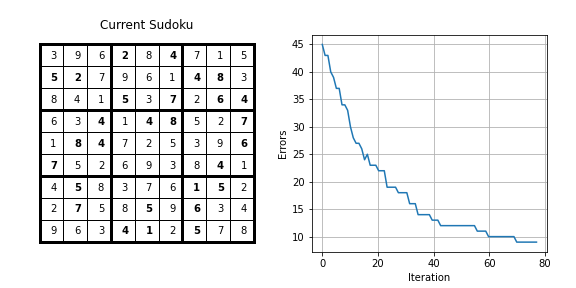 Current Sudoku
3 9 6 2 8 4 7 1 5
5 2 7 9 6 1 4 8 3
8 4 1 5 3 7 2 6 4
6 3 4 1 4 8 5 2 7
1 8 4 7 2 5 3 9 6
7 5 2 6 9 3 8 4 1
4 5 8 3 7 6 1 5 2
2 7 5 8 5 9 6 3 4
9 6 3 4 1 2 5 7 8
45
40
35
30
25
20
15
10
Errors
0 20 40 60 80
Iteration